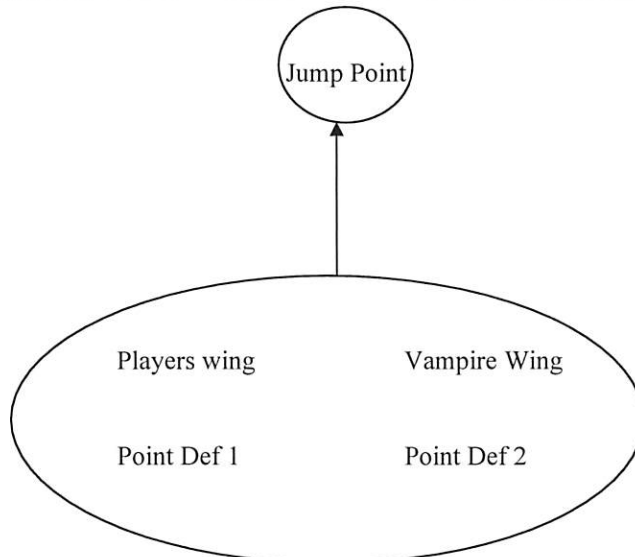 Jump Point
Players wing
Vampire Wing
Point Def 1
Point Def 2